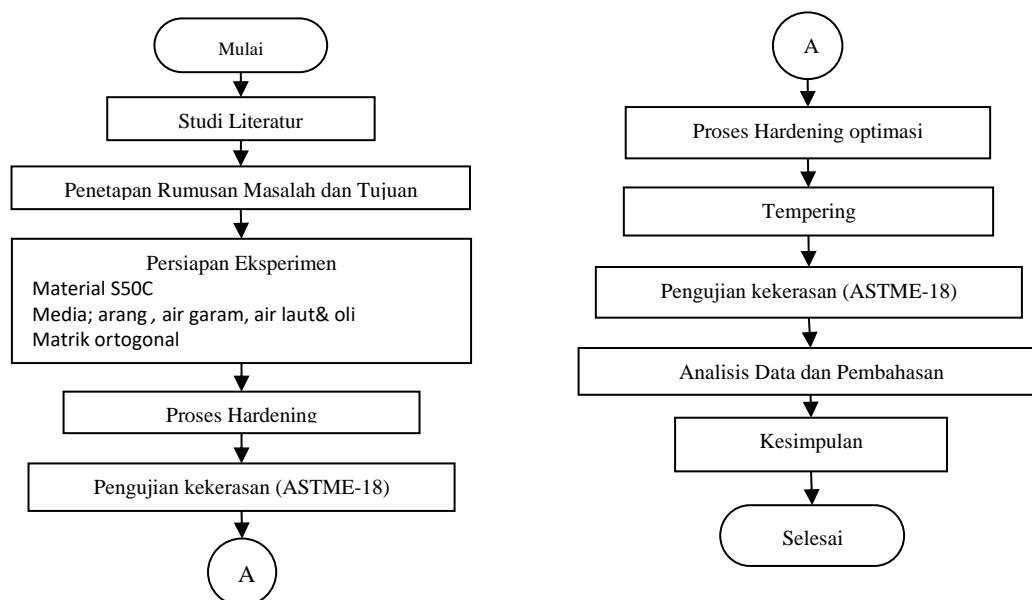 Mulai
Studi Literatur
Penetapan Rumusan Masalah dan Tujuan
Persiapan Eksperimen
Material S50C
Media; arang , air garam, air laut& oli
Matrik ortogonal
Proses Hardening
Pengujian kekerasan (ASTME-18)
A
A
Proses Hardening optimasi
Tempering
Pengujian kekerasan (ASTME-18)
Analisis Data dan Pembahasan
Kesimpulan
Selesai